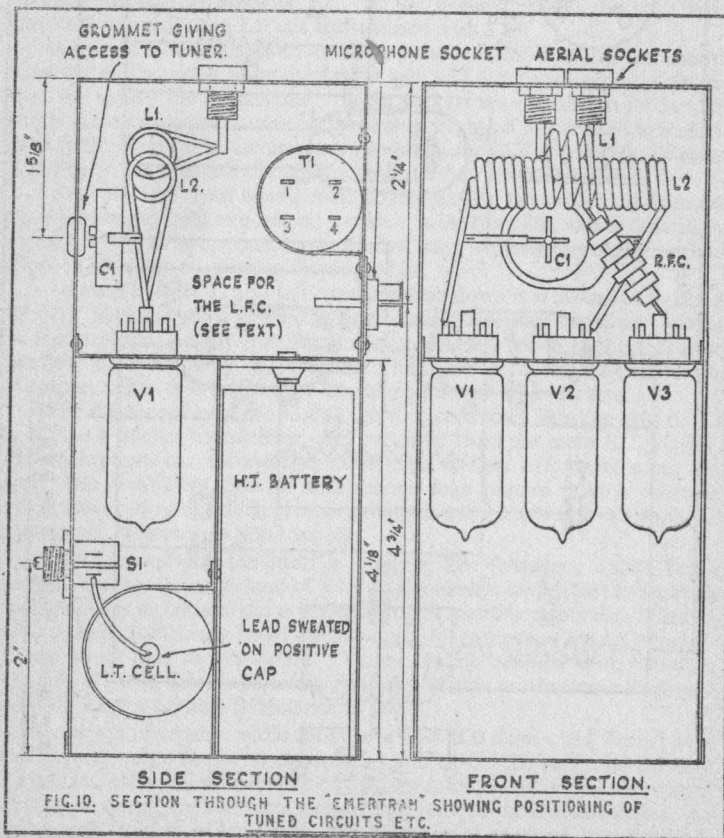 GROMMET GIVING
ACCESS TO TUNER.
MICROPHONE SOCKET
AERIAL SOCKETS
1 5/8"
L1.
L2.
C1
T1
1 2
3 4
2 1/4"
SPACE FOR
THE L.F.C.
(SEE TEXT)
L1
L2
C1
R.F.C.
V1
V1
V2
V3
H.T. BATTERY
S1
4 1/8"
4 3/4"
2"
L.T. CELL.
LEAD SWEATED
ON POSITIVE
CAP
SIDE SECTION
FRONT SECTION.
FIG.10. SECTION THROUGH THE "EMERTRAM" SHOWING POSITIONING OF
TUNED CIRCUITS ETC.